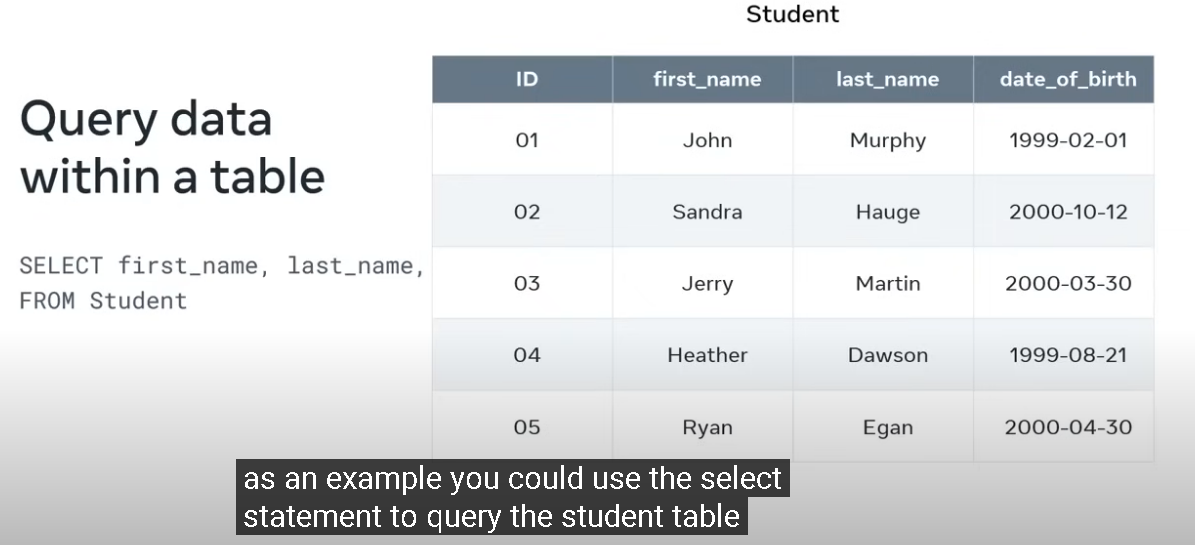 Student
Query data
within a table
SELECT first_name, last_name,
FROM Student
ID first_name last_name date_of_birth
01 John Murphy 1999-02-01
02 Sandra Hauge 2000-10-12
03 Jerry Martin 2000-03-30
04 Heather Dawson 1999-08-21
05 Ryan Egan 2000-04-30
as an example you could use the select
statement to query the student table